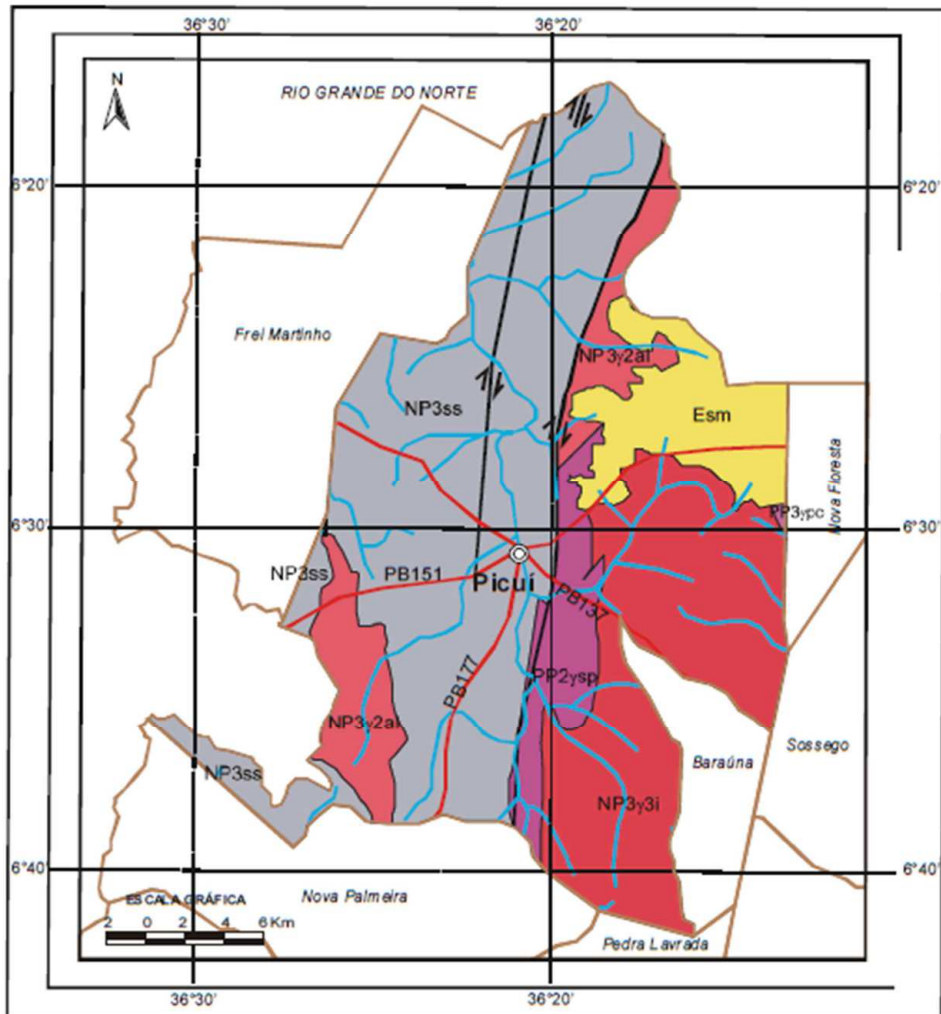 36°30'
36°20'
N
RIO GRANDE DO NORTE
6°20'
6°20'
Frei Martinho
NP3γ2al
NP3ss
Esm
Nova Floresta
6°30'
PP3γpc
6°30'
NP3ss
PB151
Picuí
PB137
PP2γsp
PB177
NP3γ2al
Baraúna
Sossego
NP3ss
NP3γ3i
6°40'
6°40'
ESCALA GRÁFICA
Nova Palmeira
2 0 2 4 6 Km
Pedra Lavrada
36°30'
36°20'